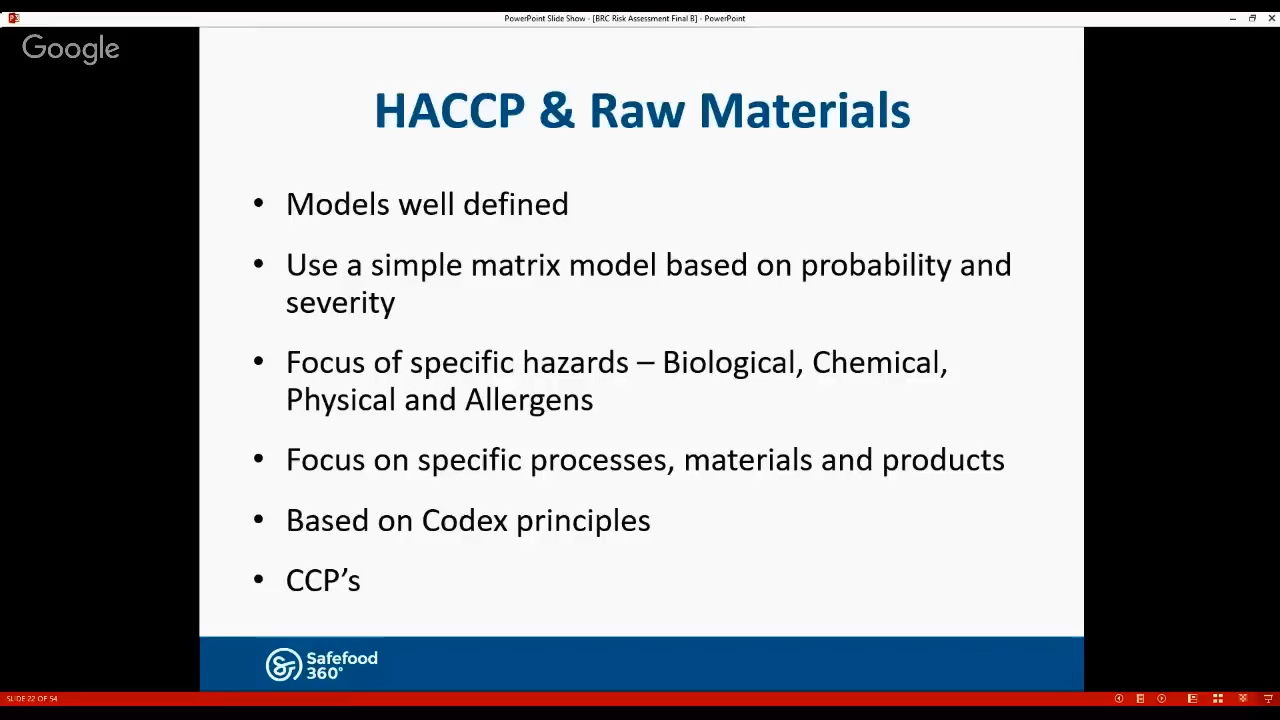 PowerPoint Slide Show - [BRC Risk Assessment Final B] - PowerPoint
Google
HACCP & Raw Materials
• Models well defined
• Use a simple matrix model based on probability and
severity
• Focus of specific hazards – Biological, Chemical,
Physical and Allergens
• Focus on specific processes, materials and products
• Based on Codex principles
• CCP’s
Safefood
360°
SLIDE 22 OF 54